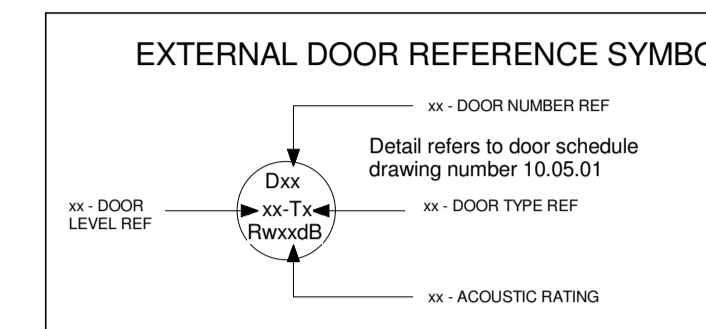 EXTERNAL DOOR REFERENCE SYMBO
xx - DOOR NUMBER REF
Detail refers to door schedule
drawing number 10.05.01
Dxx
xx - DOOR
LEVEL REF
xx-Tx
xx - DOOR TYPE REF
RwxxdB
xx - ACOUSTIC RATING